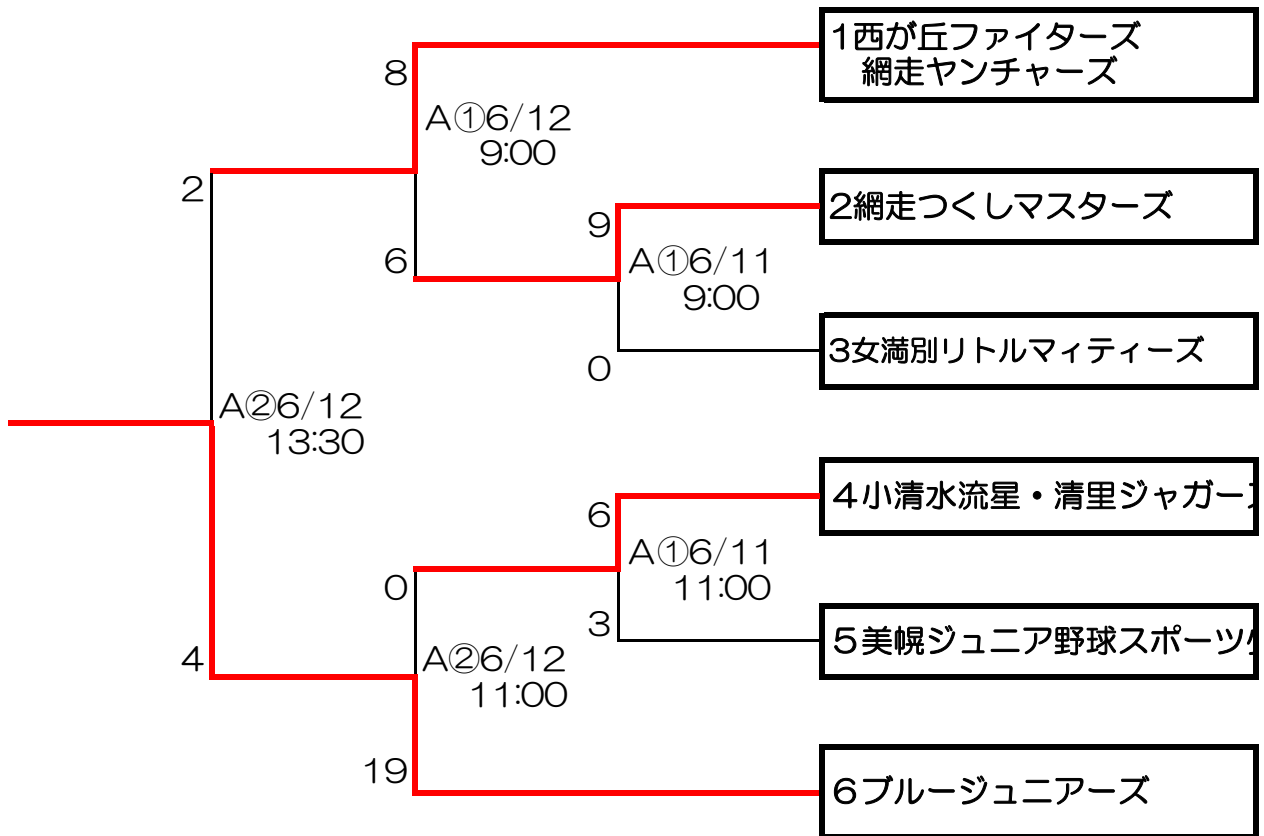 1西が丘ファイターズ
網走ヤンチャーズ
8
A①6/12
9:00
2
2網走つくしマスターズ
9
6
A①6/11
9:00
3女満別リトルマィティーズ
0
A②6/12
13:30
4小清水流星・清里ジャガー
6
A①6/11
11:00
0
3
5美幌ジュニア野球スポーツ
4
A②6/12
11:00
19
6ブルージュニアーズ